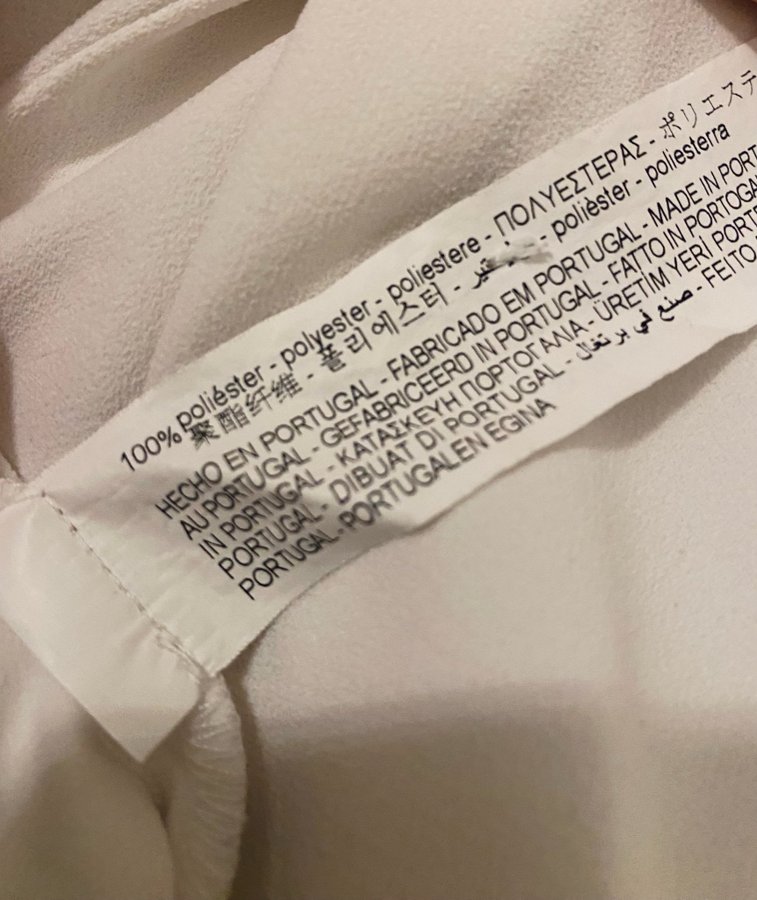 100% poliéster - polyester - poliestere - ΠΟΛΥΕΣΤΕΡΑΣ - ポリエステ
聚酯纤维 - 폴리에스터 - polièster - poliesterra
HECHO EN PORTUGAL - FABRICADO EM PORTUGAL - MADE IN PORT
AU PORTUGAL - GEFABRICEERD IN PORTUGAL - FATTO IN PORTOGA
IN PORTUGAL - ΚΑΤΑΣΚΕΥΗ ΠΟΡΤΟΓΑΛΙΑ - ÜRETİM YERİ PORTE
PORTUGAL - DIBUAT DI PORTUGAL - صنع في برتغال - FEITO
PORTUGAL - PORTUGALEN EGINA